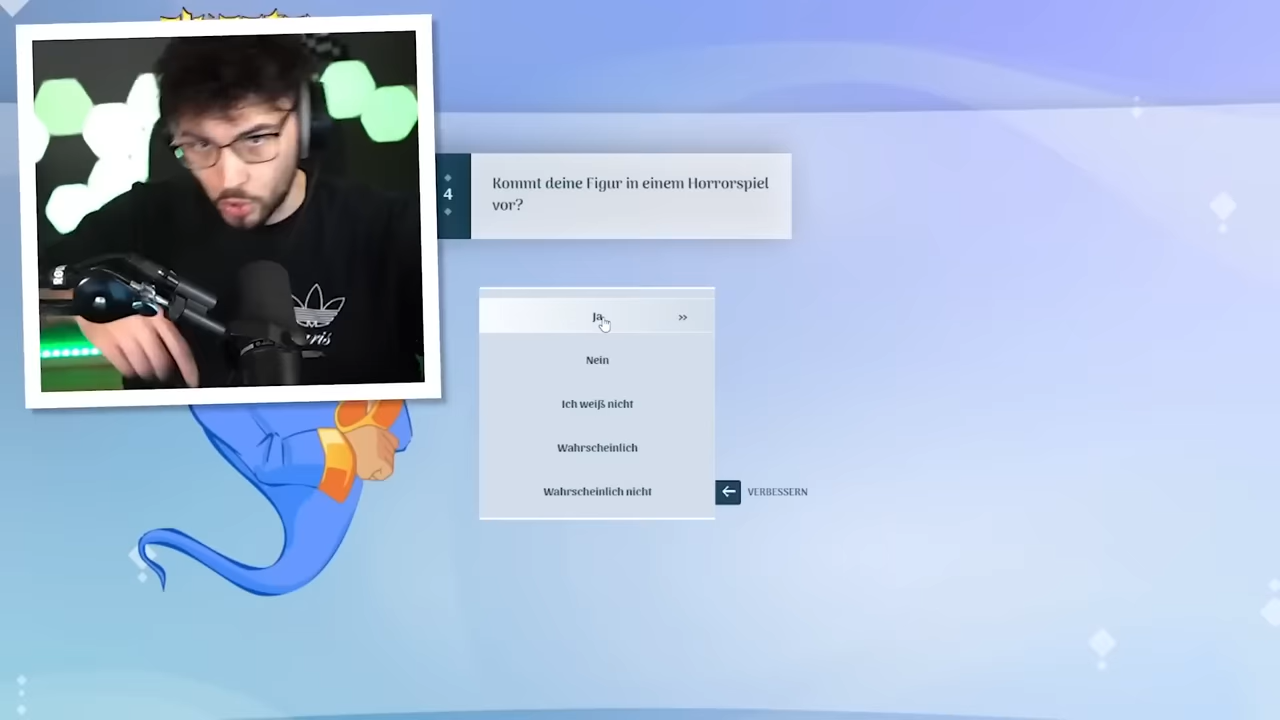 4
Kommt deine Figur in einem Horrorspiel
vor?
Ja
Nein
Ich weiß nicht
Wahrscheinlich
Wahrscheinlich nicht
VERBESSERN